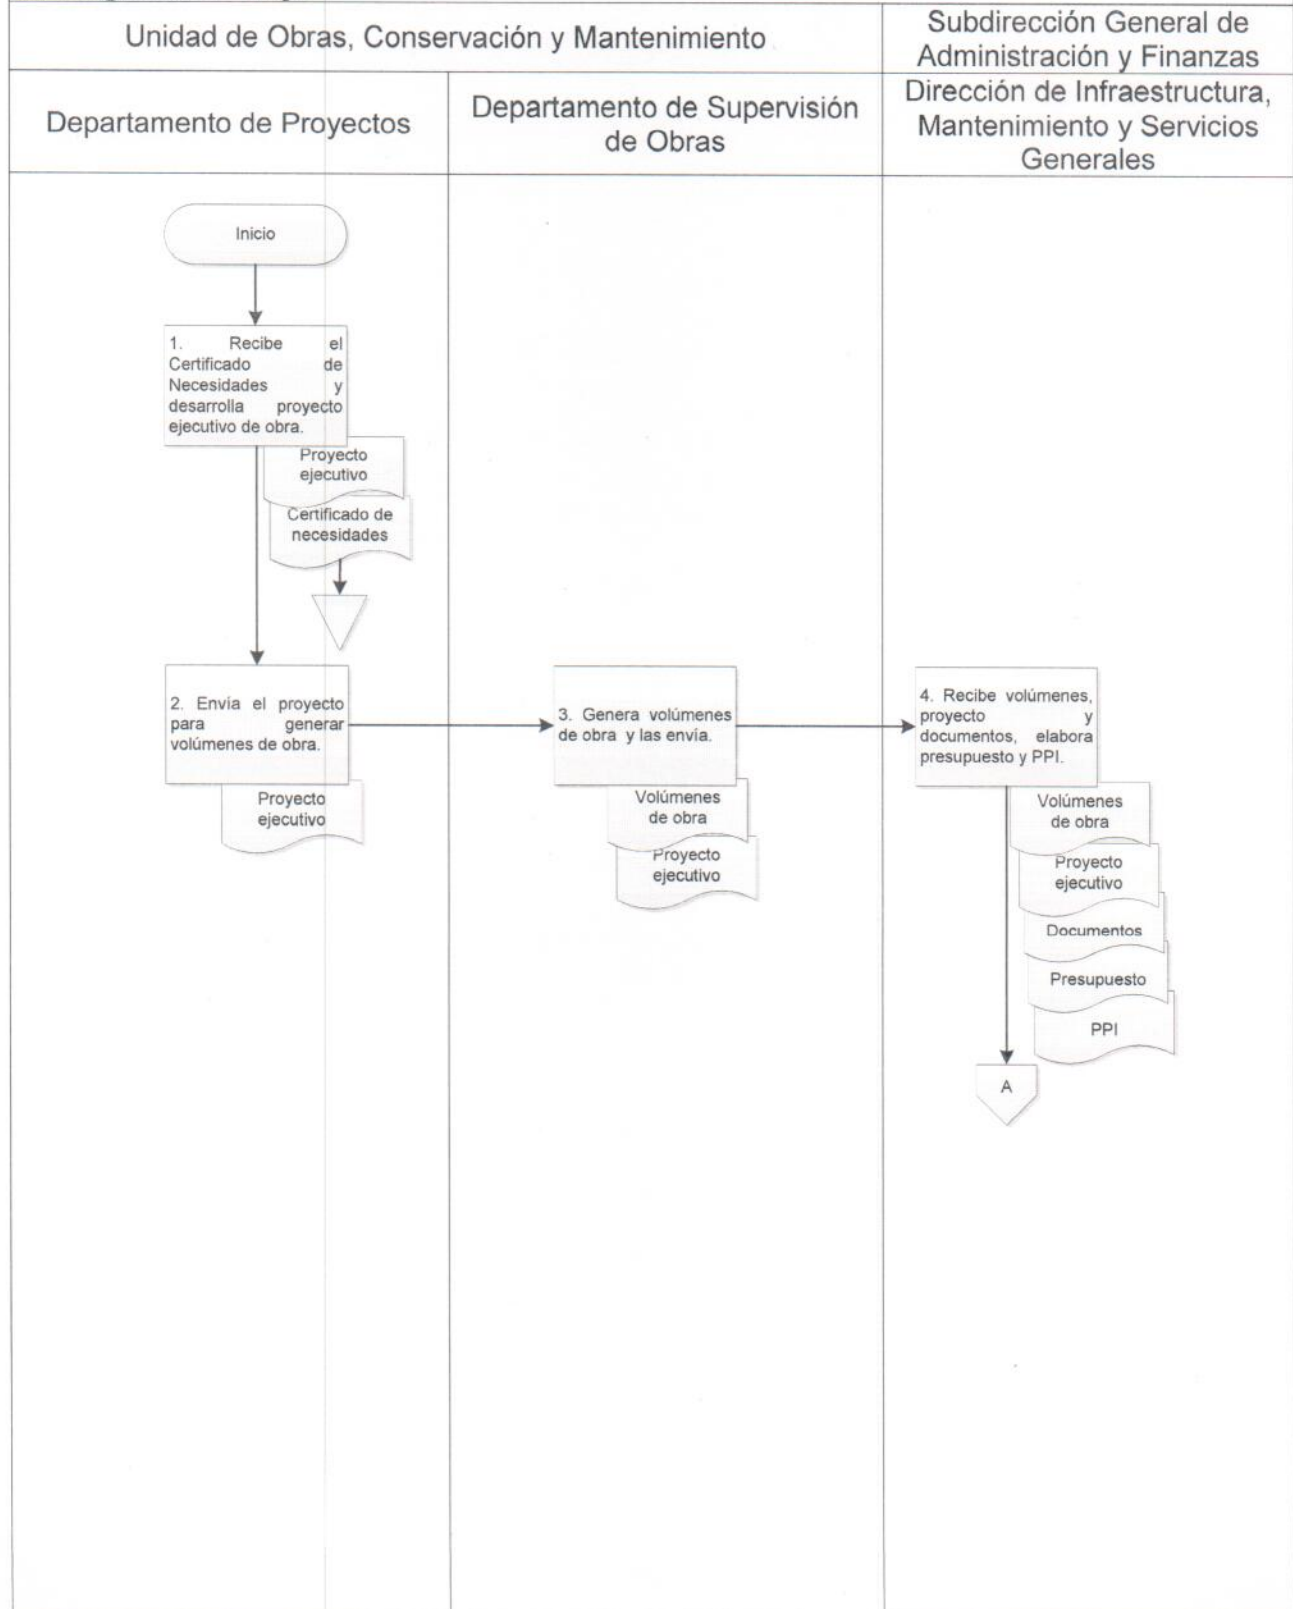 Unidad de Obras, Conservación y Mantenimiento
Subdirección General de
Administración y Finanzas
Departamento de Proyectos
Departamento de Supervisión
de Obras
Dirección de Infraestructura,
Mantenimiento y Servicios
Generales
Inicio
1. Recibe el
Certificado de
Necesidades y
desarrolla proyecto
ejecutivo de obra.
Proyecto
ejecutivo
Certificado de
necesidades
2. Envía el proyecto
para generar
volúmenes de obra.
Proyecto
ejecutivo
3. Genera volúmenes
de obra y las envía.
Volúmenes
de obra
Proyecto
ejecutivo
4. Recibe volúmenes,
proyecto y
documentos, elabora
presupuesto y PPI.
Volúmenes
de obra
Proyecto
ejecutivo
Documentos
Presupuesto
PPI
A